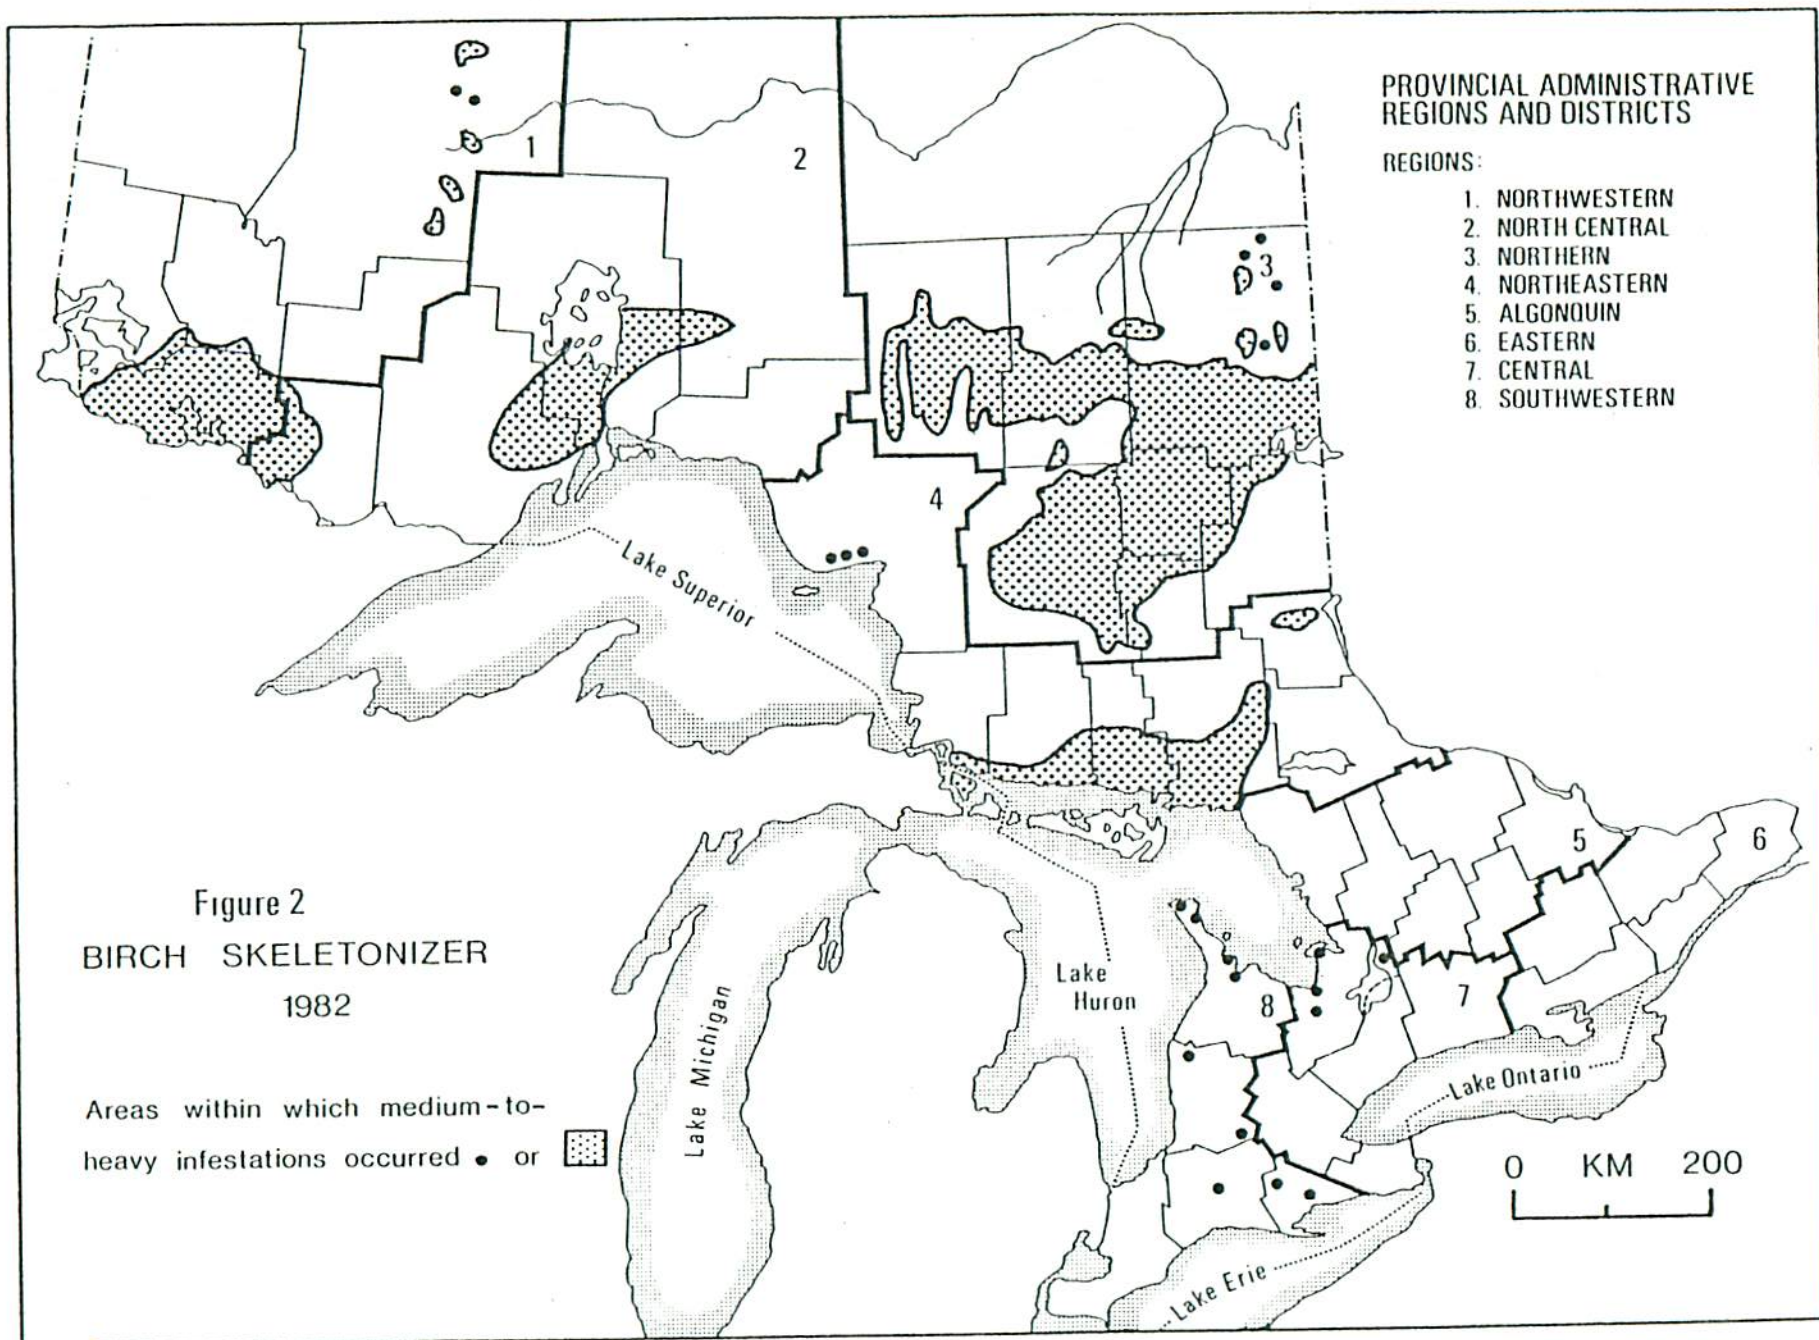 PROVINCIAL ADMINISTRATIVE
REGIONS AND DISTRICTS
REGIONS:
1. NORTHWESTERN
2. NORTH CENTRAL
3. NORTHERN
4. NORTHEASTERN
5. ALGONQUIN
6. EASTERN
7. CENTRAL
8. SOUTHWESTERN
1
2
3
4
Lake Superior
5
6
Figure 2
BIRCH SKELETONIZER
1982
Lake Michigan
Lake
Huron
8
7
Lake Ontario
Areas within which medium-to-
heavy infestations occurred • or
0 KM 200
Lake Erie